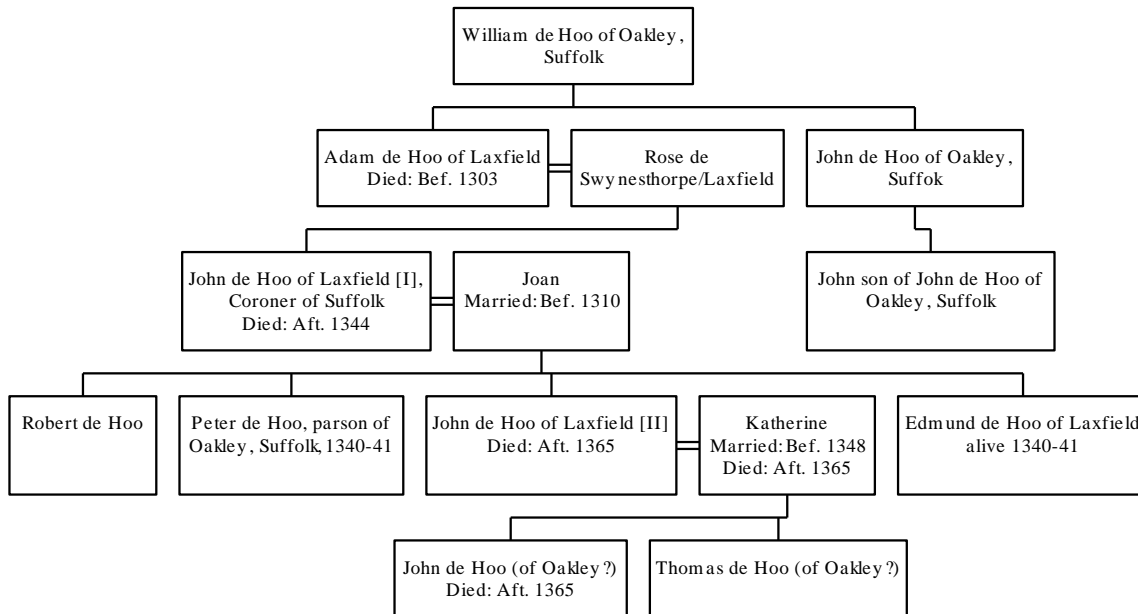 William de Hoo of Oakley,
Suffolk
Adam de Hoo of Laxfield
Died: Bef. 1303
Rose de
Swynesthorpe/Laxfield
John de Hoo of Oakley,
Suffok
John de Hoo of Laxfield [I],
Coroner of Suffolk
Died: Aft. 1344
Joan
Married: Bef. 1310
John son of John de Hoo of
Oakley, Suffolk
Robert de Hoo
Peter de Hoo, parson of
Oakley, Suffolk, 1340-41
John de Hoo of Laxfield [II]
Died: Aft. 1365
Katherine
Married: Bef. 1348
Died: Aft. 1365
Edmund de Hoo of Laxfield
alive 1340-41
John de Hoo (of Oakley?)
Died: Aft. 1365
Thomas de Hoo (of Oakley?)